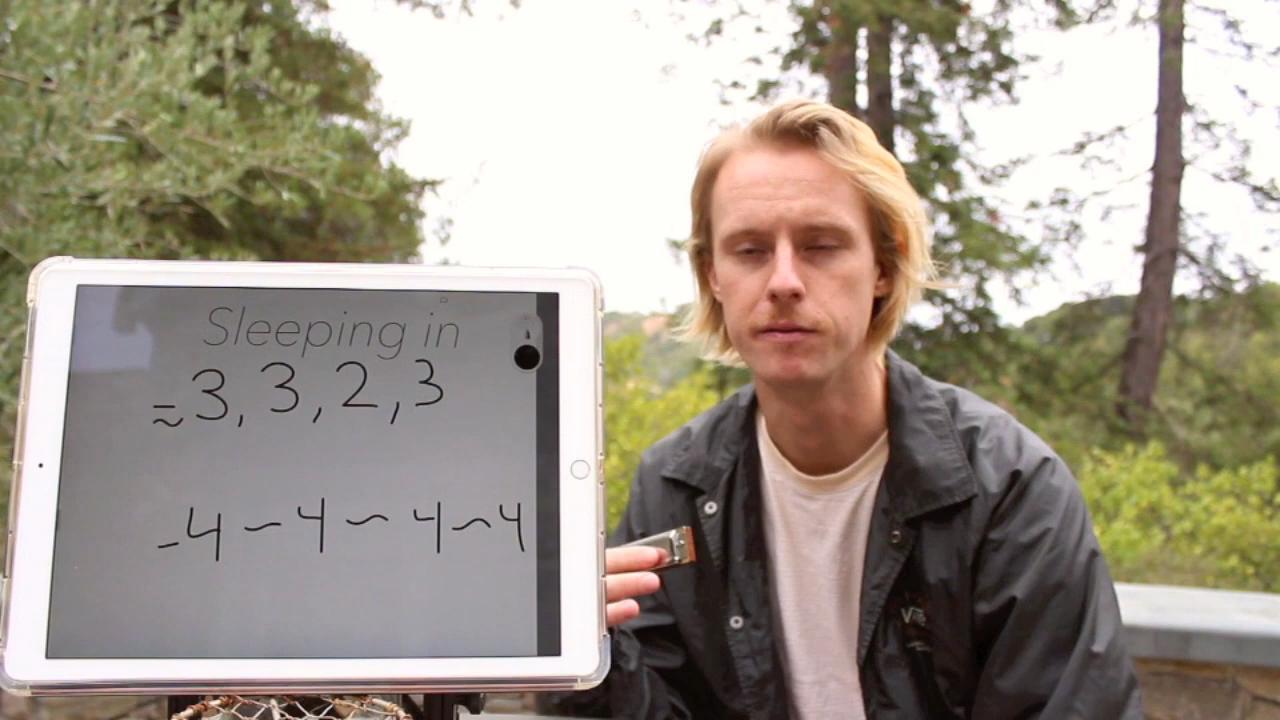 Sleeping in
≈3, 3, 2, 3
-4 ~ 4 ~ 4 ~ 4